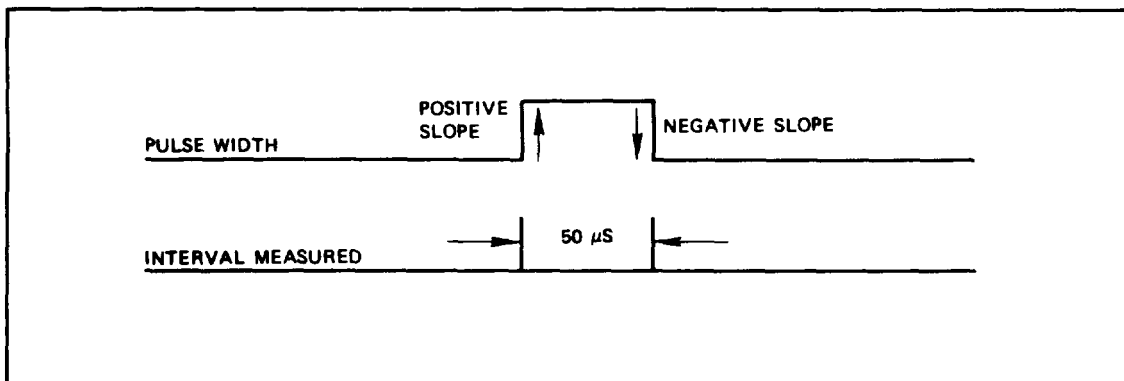 POSITIVE
SLOPE
NEGATIVE SLOPE
PULSE WIDTH
50 μS
INTERVAL MEASURED